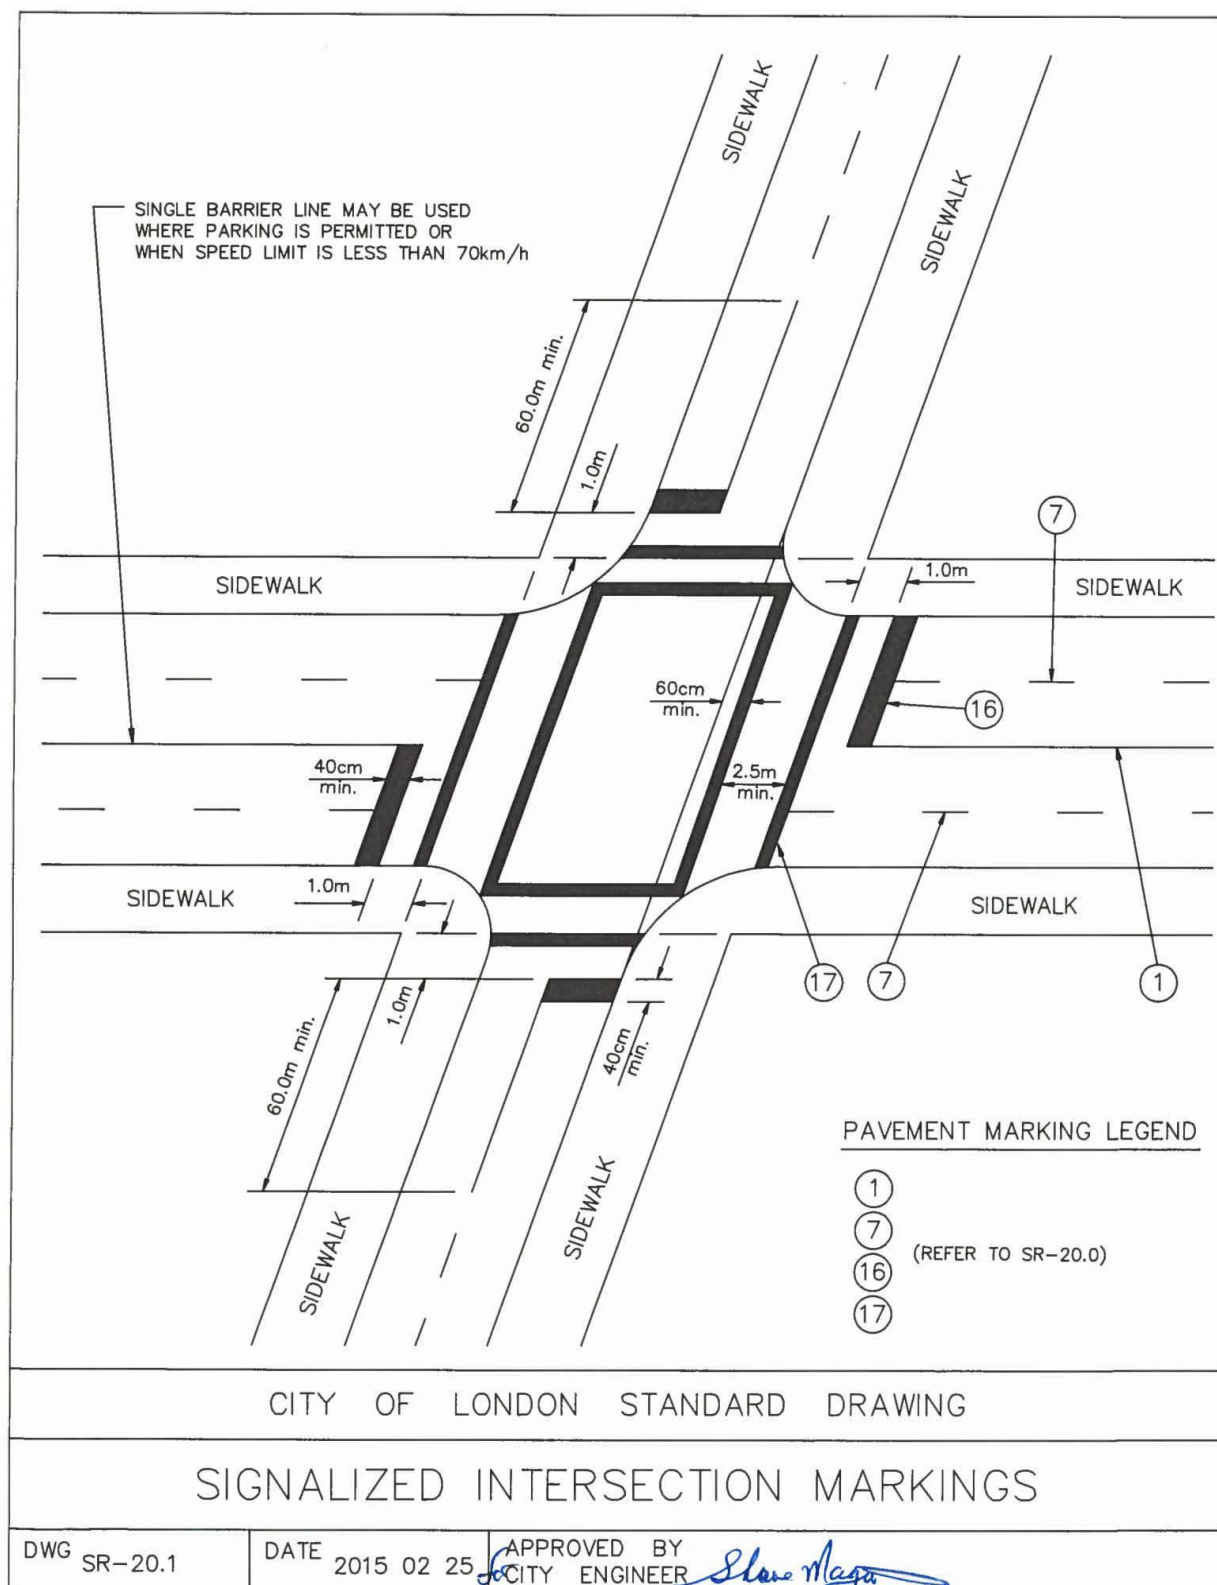 SIDEWALK
SIDEWALK
SINGLE BARRIER LINE MAY BE USED
WHERE PARKING IS PERMITTED OR
WHEN SPEED LIMIT IS LESS THAN 70km/h
60.0m min.
1.0m
7
SIDEWALK
1.0m
SIDEWALK
60cm
min.
16
40cm
min.
2.5m
min.
1.0m
SIDEWALK
SIDEWALK
17
7
1
1.0m
60.0m min.
40cm
min.
SIDEWALK
SIDEWALK
PAVEMENT MARKING LEGEND
1
7
(REFER TO SR-20.0)
16
17
CITY OF LONDON STANDARD DRAWING
SIGNALIZED INTERSECTION MARKINGS
DWG SR-20.1
DATE 2015 02 25
APPROVED BY
for CITY ENGINEER Shane